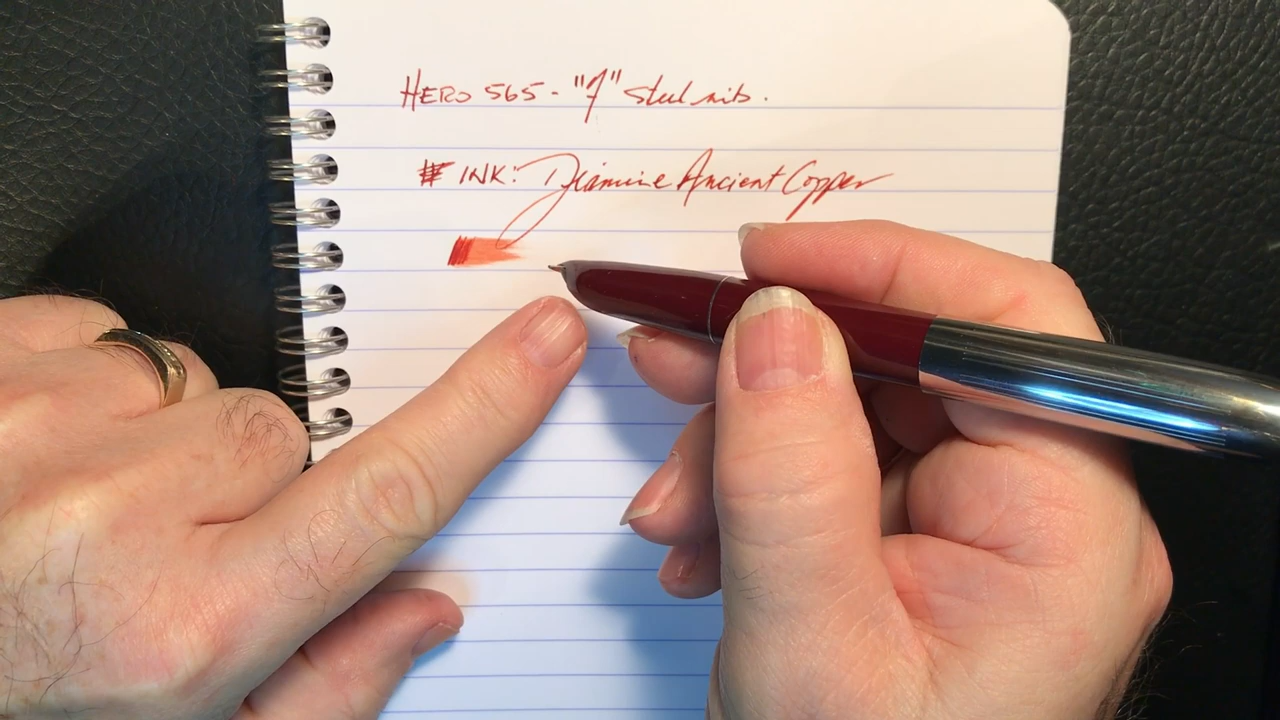 HERO 565 - "f" steel nib.
# INK: Diamine Ancient Copper